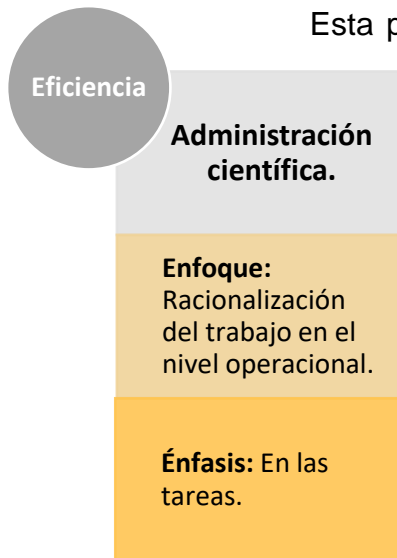 Esta
Eficiencia
Administración
científica.
Enfoque:
Racionalización
del trabajo en el
nivel operacional.
Énfasis: En las
tareas.